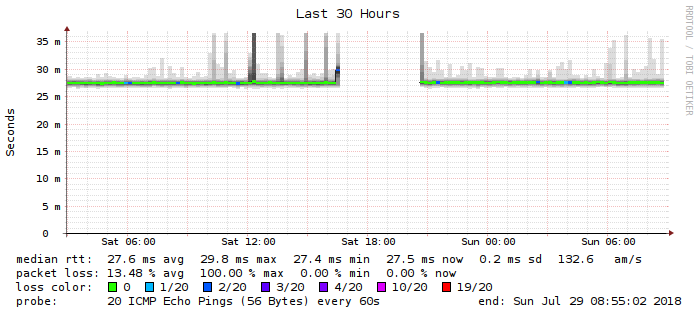 Last 30 Hours
RRDTOOL / TOBI OETIKER
Seconds
35 m
30 m
25 m
20 m
15 m
10 m
5 m
0
Sat 06:00 Sat 12:00 Sat 18:00 Sun 00:00 Sun 06:00
median rtt: 27.6 ms avg 29.8 ms max 27.4 ms min 27.5 ms now 0.2 ms sd 132.6 am/s
packet loss: 13.48 % avg 100.00 % max 0.00 % min 0.00 % now
loss color: 0 1/20 2/20 3/20 4/20 10/20 19/20
probe: 20 ICMP Echo Pings (56 Bytes) every 60s end: Sun Jul 29 08:55:02 2018